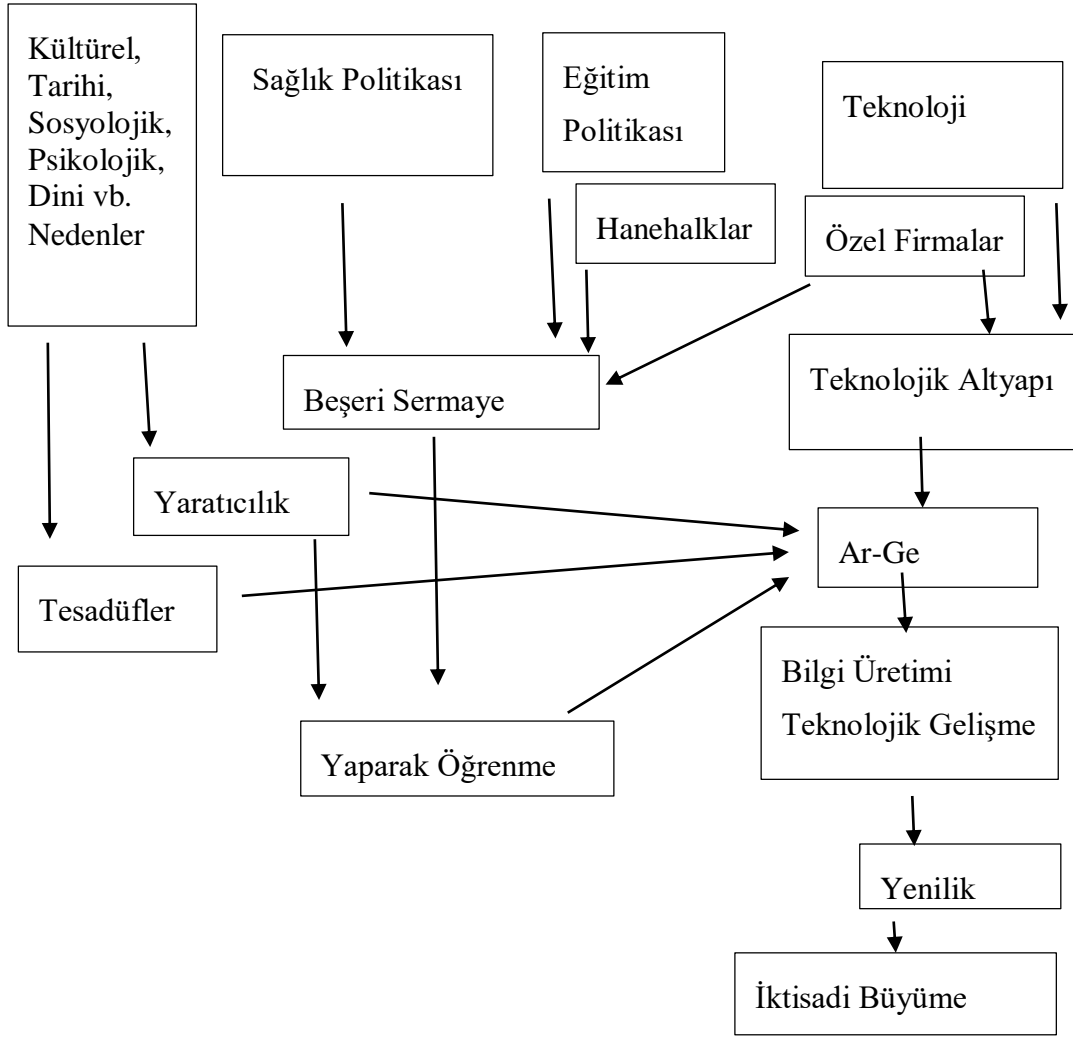 Kültürel,
Tarihi,
Sosyolojik,
Psikolojik,
Dini vb.
Nedenler
Sağlık Politikası
Eğitim
Politikası
Teknoloji
Hanehalklar
Özel Firmalar
Beşeri Sermaye
Teknolojik Altyapı
Yaratıcılık
Ar-Ge
Tesadüfler
Bilgi Üretimi
Teknolojik Gelişme
Yaparak Öğrenme
Yenilik
İktisadi Büyüme